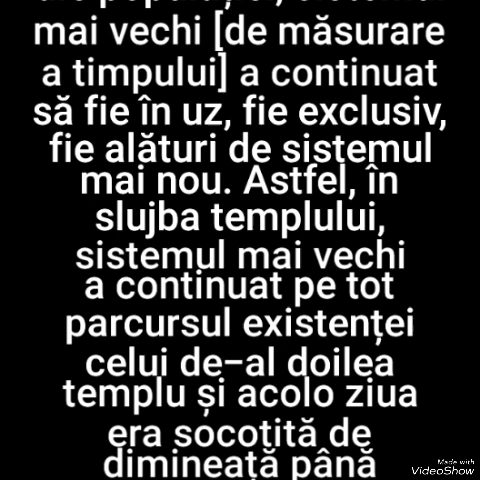 mai vechi [de măsurare
a timpului] a continuat
să fie în uz, fie exclusiv,
fie alături de sistemul
mai nou. Astfel, în
slujba templului,
sistemul mai vechi
a continuat pe tot
parcursul existenței
celui de-al doilea
templu și acolo ziua
era socotită de
dimineață până
Made with
VideoShow